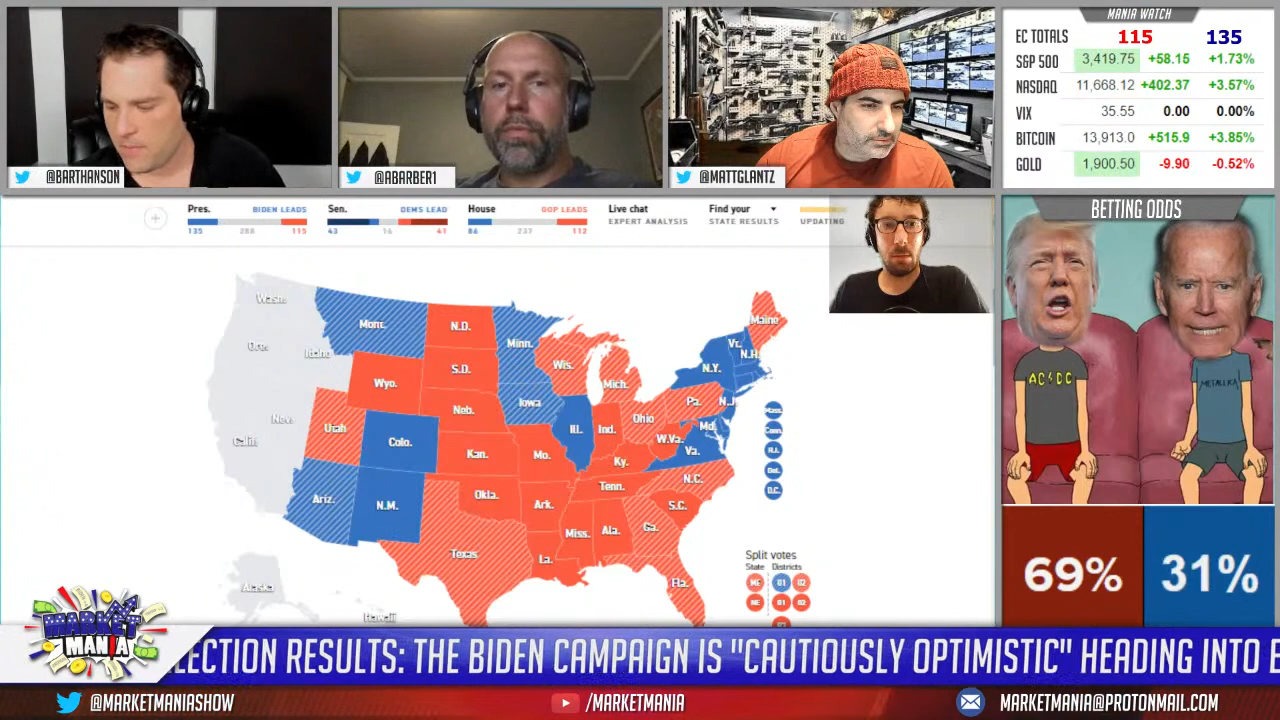 @BARTHANSON
@ABARBER1
@MATTGLANTZ
MANIA WATCH
EC TOTALS 115 135
S&P 500 3,419.75 +58.15 +1.73%
NASDAQ 11,668.12 +402.37 +3.57%
VIX 35.55 0.00 0.00%
BITCOIN 13,913.0 +515.9 +3.85%
GOLD 1,900.50 -9.90 -0.52%
Pres. BIDEN LEADS
135 288 115
Sen. DEMS LEAD
43 16 41
House GOP LEADS
86 237 112
Live chat
EXPERT ANALYSIS
Find your
STATE RESULTS
UPDATING
BETTING ODDS
AC DC
METALLICA
Wash.
Mont.
N.D.
Minn.
Maine
Ore.
Idaho
Wis.
Vt.
N.H.
S.D.
N.Y.
Wyo.
Mich.
Nev.
Utah
Neb.
Iowa
Pa.
N.J.
Calif.
Colo.
Ill.
Ind.
Ohio
Md.
Mass.
Conn.
R.I.
Del.
D.C.
Kan.
Mo.
Ky.
W.Va.
Va.
Ariz.
N.M.
Okla.
Ark.
Tenn.
N.C.
S.C.
Texas
La.
Miss.
Ala.
Ga.
Fla.
Alaska
Hawaii
Split votes
State Districts
ME 01 02
NE 01 02
69% 31%
MARKET
MANIA
LECTION RESULTS: THE BIDEN CAMPAIGN IS "CAUTIOUSLY OPTIMISTIC" HEADING INTO E
@MARKETMANIASHOW
/MARKETMANIA
MARKETMANIA@PROTONMAIL.COM